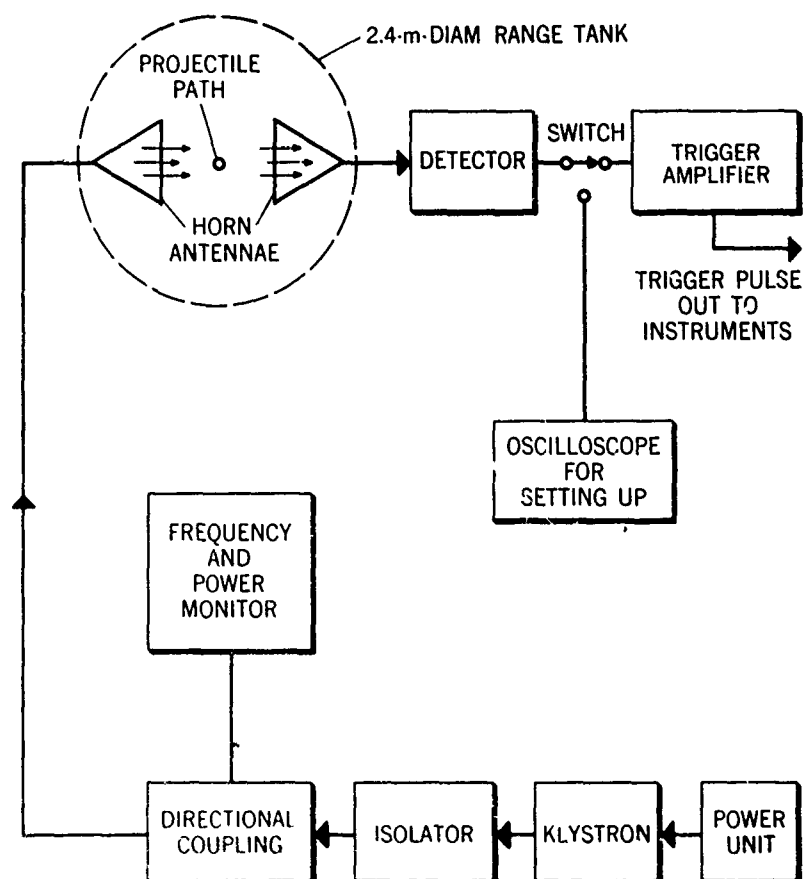 2.4-m-DIAM RANGE TANK
PROJECTILE
PATH
HORN
ANTENNAE
DETECTOR
SWITCH
TRIGGER
AMPLIFIER
TRIGGER PULSE
OUT TO
INSTRUMENTS
OSCILLOSCOPE
FOR
SETTING UP
FREQUENCY
AND
POWER
MONITOR
DIRECTIONAL
COUPLING
ISOLATOR
KLYSTRON
POWER
UNIT